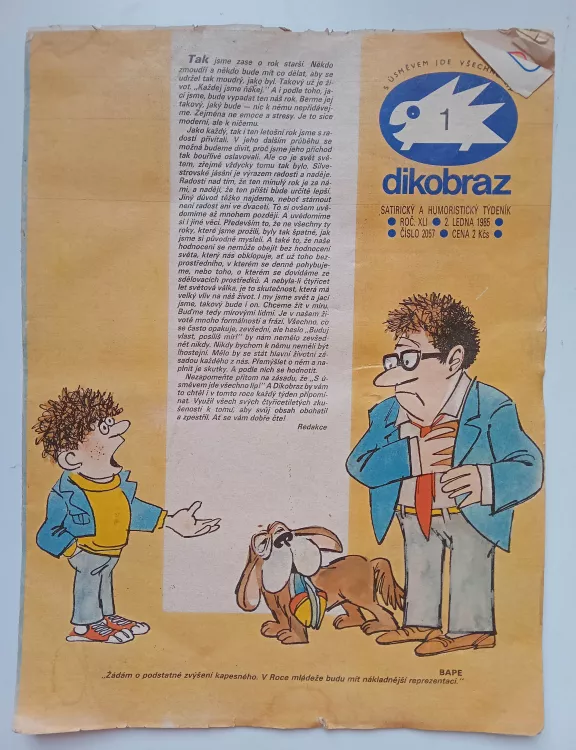 Tak jsme zase o rok starší. Někdo
zmoudří a někdo bude mít co dělat, aby se
udržel tak moudrý, jako byl. Takový už je ži-
vot. „Každej jsme ňákej." A i podle toho, ja-
cí jsme, bude vypadat ten náš rok. Berme jej
takový, jaký bude — nic k němu nepřidávej-
me. Zejména ne emoce a stresy. Je to sice
moderní, ale k ničemu.
Jako každý, tak i ten letošní rok jsme s ra-
dostí přivítali. V jeho dalším průběhu se
možná budeme divit, proč jsme jeho příchod
tak bouřlivě oslavovali. Ale co je svět svě-
tem, zřejmě vždycky tomu tak bylo. Silve-
strovské jásání je výrazem radosti a naděje.
Radosti nad tím, že ten minulý rok je za ná-
mi, a naději, že ten příští bude určitě lepší.
Jiný důvod těžko najdeme, neboť stárnout
není radost ani ve dvaceti. To si ovšem uvě-
domíme až mnohem později. A uvědomíme
si i jiné věci. Především to, že ne všechny ty
roky, které jsme prožili, byly tak špatné, jak
jsme si původně mysleli. A také to, že naše
hodnocení se nemůže obejít bez hodnocení
světa, který nás obklopuje, ať už toho bez-
prostředního, v kterém se denně pohybuje-
me, nebo toho, o kterém se dovídáme ze
sdělovacích prostředků. A nebyla-li čtyřicet
let světová válka, je to skutečnost, která má
velký vliv na náš život. I my jsme svět a jací
jsme, takový bude i on. Chceme žít v míru.
Buďme tedy mírovými lidmi. Je v našem ži-
votě mnoho formálností a frází. Všechno, co
se často opakuje, zevšední, ale heslo „Buduj
vlast, posílíš mír!" by nám nemělo zevšed-
nět nikdy. Nikdy bychom k němu neměli být
lhostejní. Mělo by se stát hlavní životní zá-
sadou každého z nás. Přemýšlet o něm a na-
plnit je skutky. A podle nich se hodnotit.
Nezapomeňte přitom na zásadu, že „S ú-
směvem jde všechno líp"! A Dikobraz by vám
to chtěl i v tomto roce každý týden připomí-
nat. Využil všech svých čtyřicetiletých zku-
šeností k tomu, aby svůj obsah obohatil
a zpestřil. Ať se vám dobře čte!
Redakce
S ÚSMĚVEM JDE VŠECHNO
1
dikobraz
SATIRICKÝ A HUMORISTICKÝ TÝDENÍK
● ROČ. XLI ● 2. LEDNA 1985 ●
● ČÍSLO 2057 ● CENA 2 Kčs ●
BAPE
„Žádám o podstatné zvýšení kapesného. V Roce mládeže budu mít nákladnější reprezentaci."